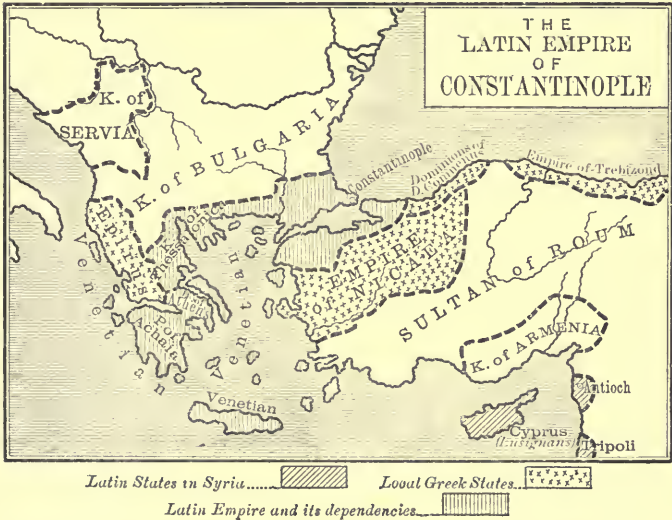 THE
LATIN EMPIRE
OF
CONSTANTINOPLE
K. of
SERVIA
K. of BULGARIA
Constantinople
Dominions of
D. Comnenus
Empire of Trebizond
Epirus
K. of
Thessalonica
EMPIRE
of NICAEA
SULTAN of ROUM
Venetian
Venetian
Athens
P. of
Achaia
K. of ARMENIA
Venetian
Antioch
Cyprus
(Lusignans)
Tripoli
Latin States in Syria
Local Greek States
Latin Empire and its dependencies